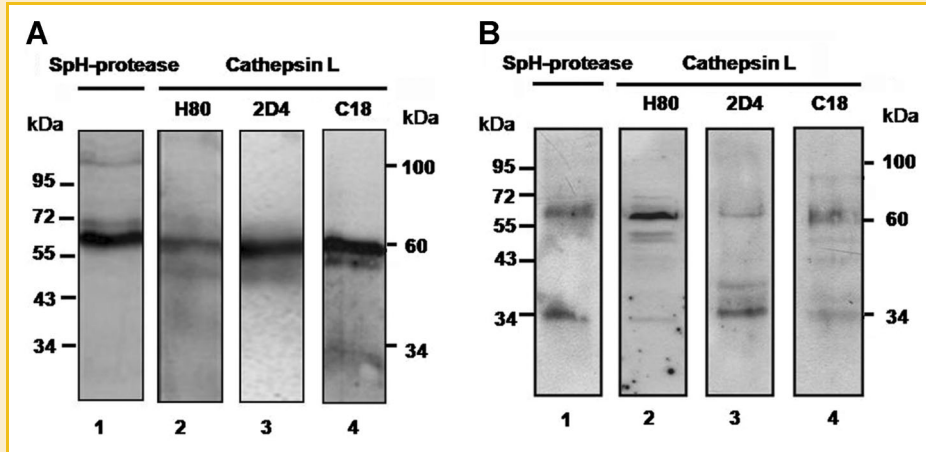 A
SpH-protease Cathepsin L
H80 2D4 C18
kDa kDa
100
95
72
60
55
43
34 34
1 2 3 4
B
SpH-protease Cathepsin L
H80 2D4 C18
kDa kDa
95 100
72
55 60
43
34 34
1 2 3 4